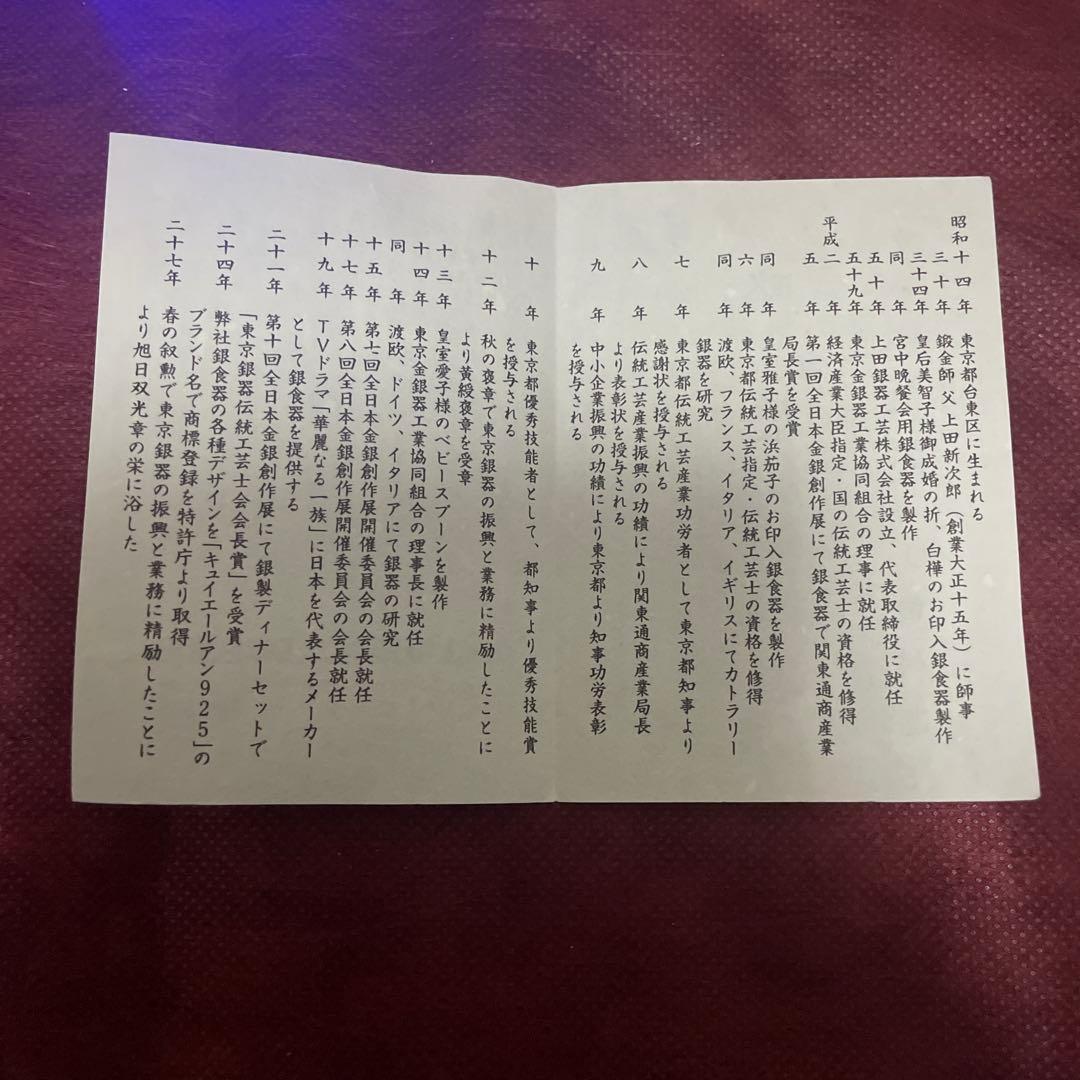 昭和十四年 東京都台東区に生まれる
三十年 鍛金師 父 上田新次郎（創業大正十五年）に師事
三十四年 皇后美智子様御成婚の折、白樺のお印入銀食器製作
同年 宮中晩餐会用銀食器を製作
五十年 上田銀器工芸株式会社設立、代表取締役に就任
五十九年 東京金銀器工業協同組合の理事に就任
平成二年 経済産業大臣指定・国の伝統工芸士の資格を修得
五年 第一回全日本金銀創作展にて銀食器で関東通商産業
局長賞を受賞
同年 皇室雅子様の浜茄子のお印入銀食器を製作
六年 東京都伝統工芸指定・伝統工芸士の資格を修得
同年 渡欧、フランス、イタリア、イギリスにてカトラリー
銀器を研究
七年 東京都伝統工芸産業功労者として東京都知事より
感謝状を授与される
八年 伝統工芸産業振興の功績により関東通商産業局長
より表彰状を授与される
九年 中小企業振興の功績により東京都より知事功労表彰
を授与される
十年 東京都優秀技能者として、都知事より優秀技能賞
を授与される
十二年 秋の褒章で東京銀器の振興と業務に精励したことに
より黄綬褒章を受章
十三年 皇室愛子様のベビースプーンを製作
十四年 東京金銀器工業協同組合の理事長に就任
同年 渡欧、ドイツ、イタリアにて銀器の研究
十五年 第七回全日本金銀創作展開催委員会の会長就任
十七年 第八回全日本金銀創作展開催委員会の会長就任
十九年 TVドラマ「華麗なる一族」に日本を代表するメーカー
として銀食器を提供する
二十一年 第十回全日本金銀創作展にて銀製ディナーセットで
「東京銀器伝統工芸士会会長賞」を受賞
二十四年 弊社銀食器の各種デザインを「キュイエールアン925」の
ブランド名で商標登録を特許庁より取得
二十七年 春の叙勲で東京銀器の振興と業務に精励したことに
より旭日双光章の栄に浴した